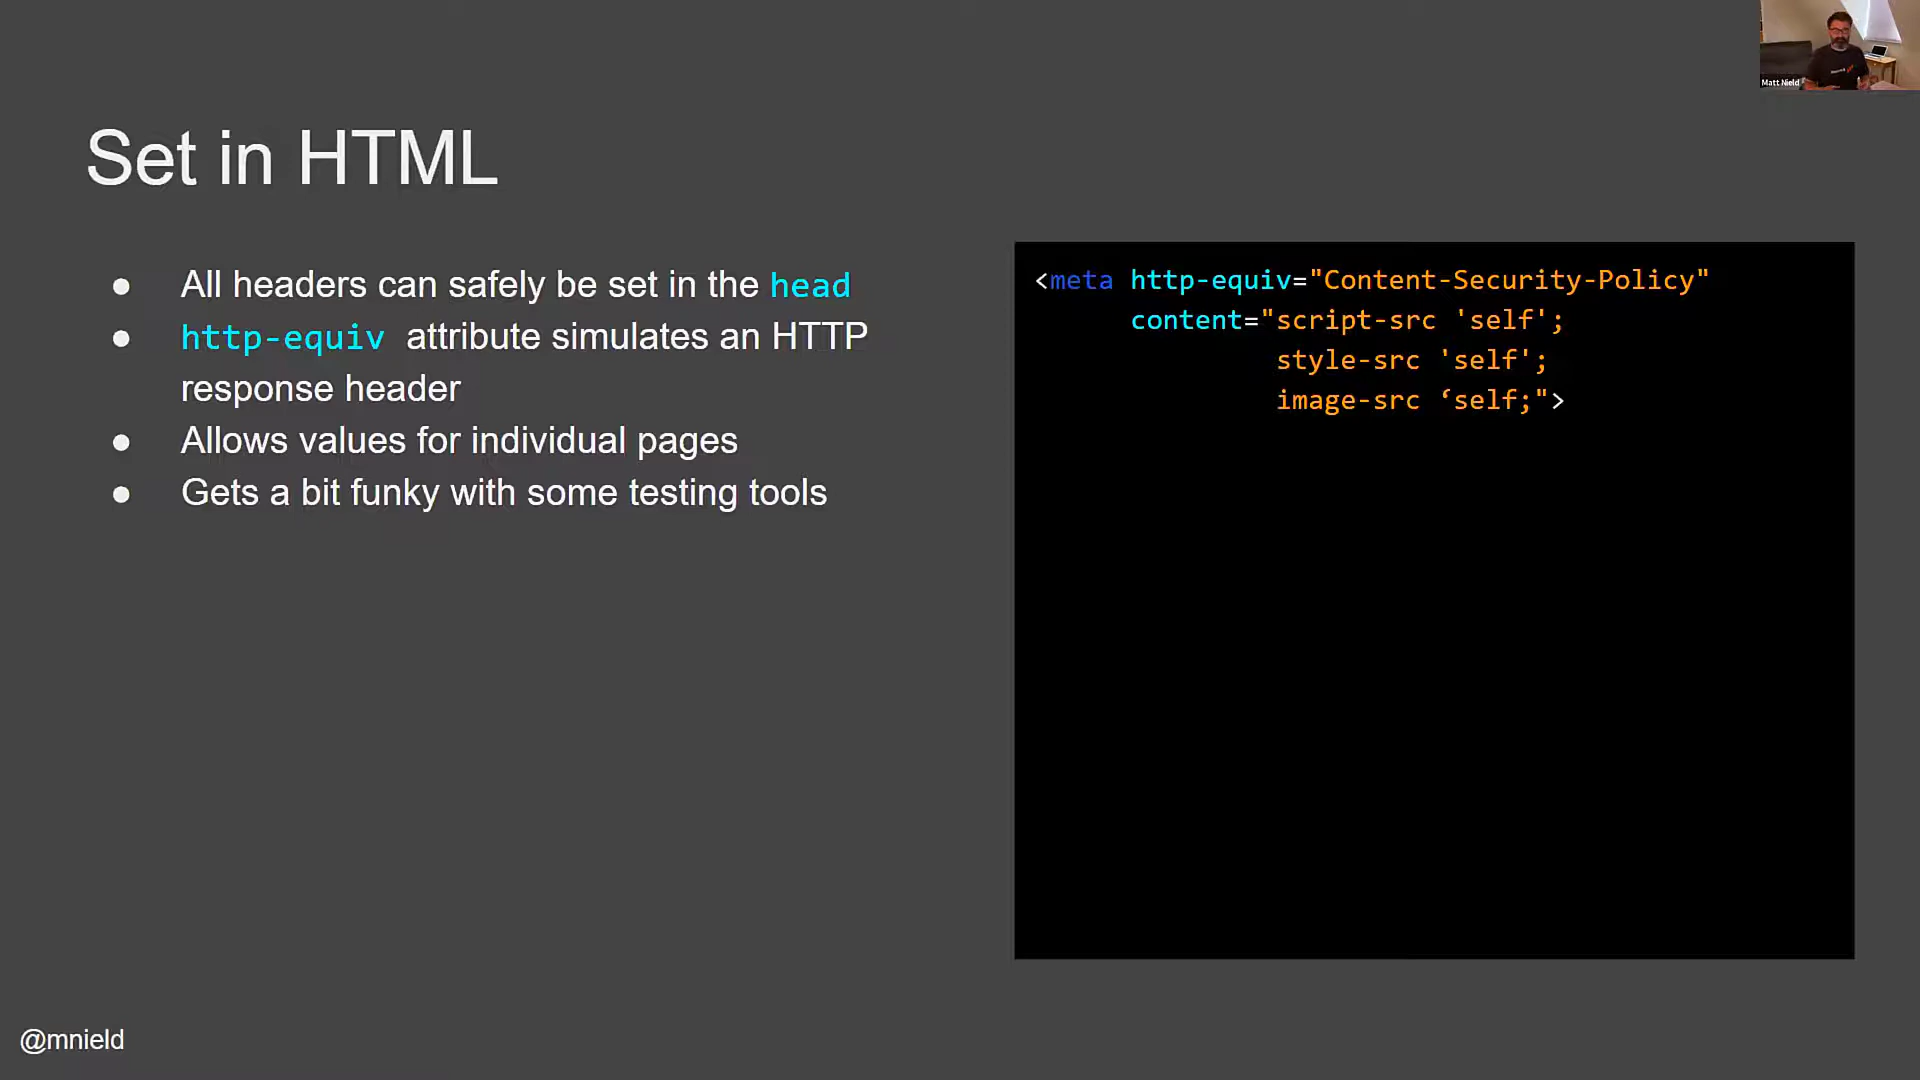 Matt Nield
Set in HTML
● All headers can safely be set in the head
● http-equiv attribute simulates an HTTP
response header
● Allows values for individual pages
● Gets a bit funky with some testing tools
<meta http-equiv="Content-Security-Policy"
content="script-src 'self';
style-src 'self';
image-src ‘self;">
@mnield